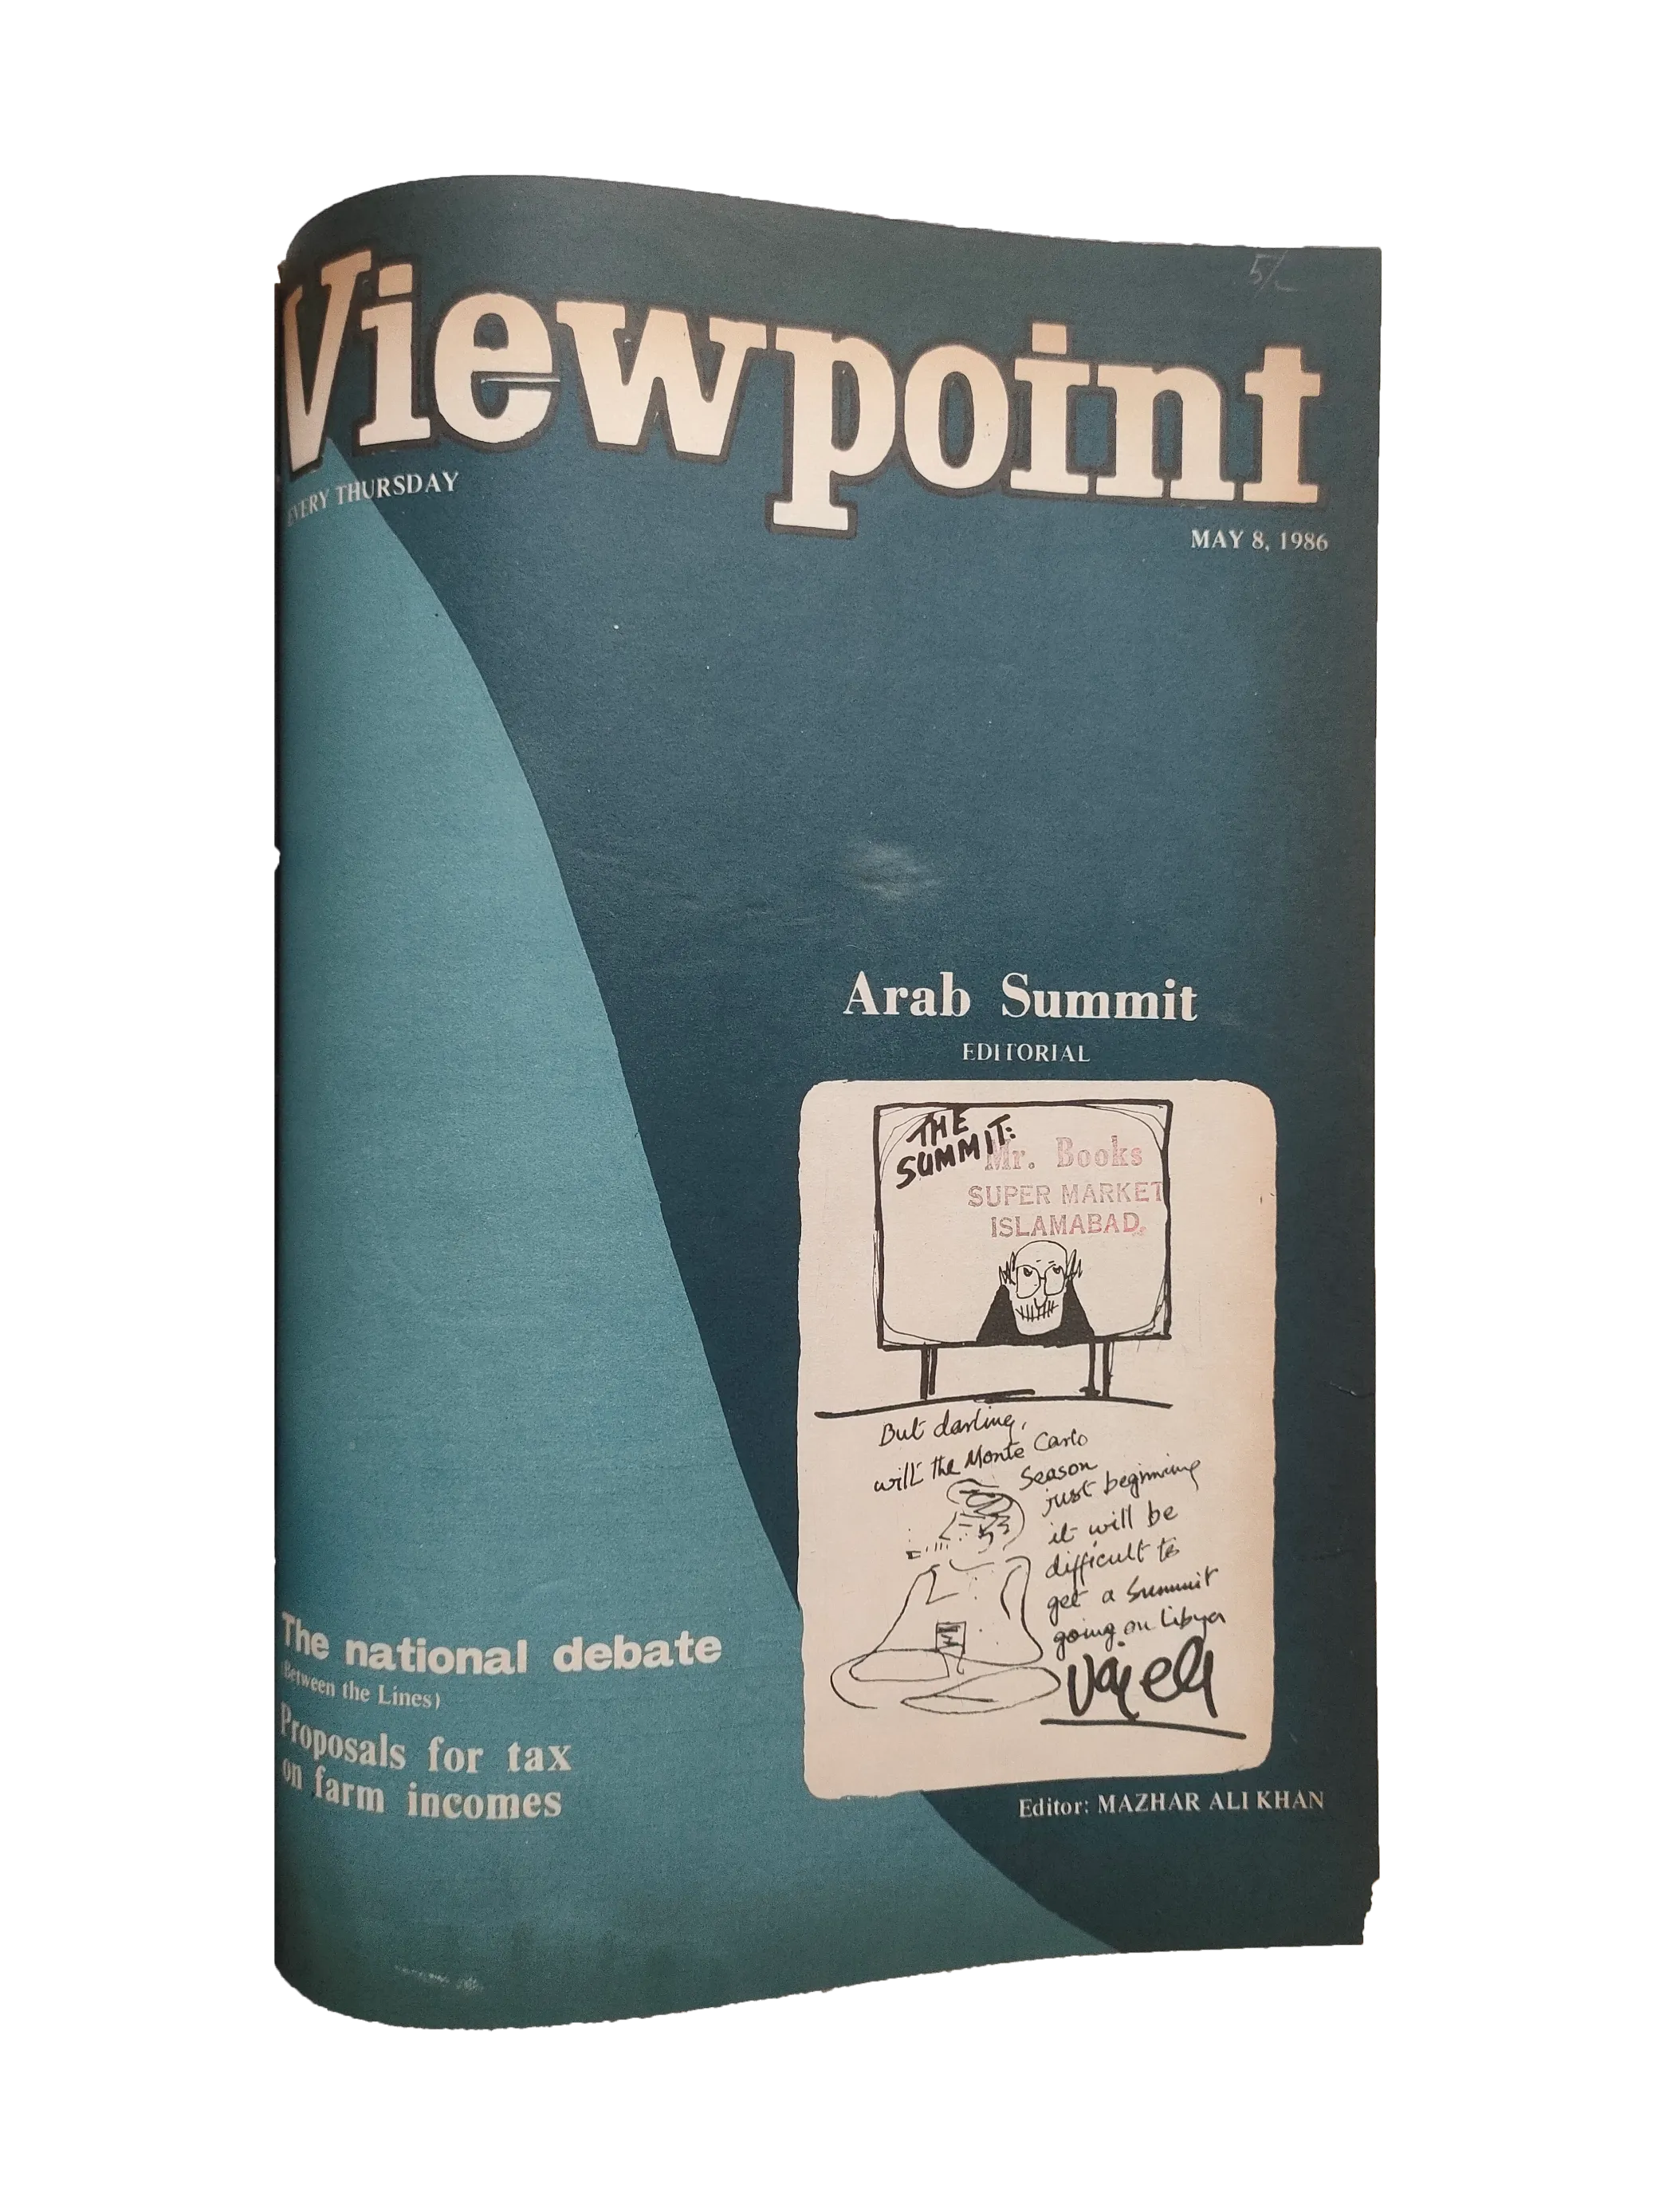 5/-
Viewpoint
EVERY THURSDAY
MAY 8, 1986
Arab Summit
EDITORIAL
THE
SUMMIT:
Mr. Books
SUPER MARKET
ISLAMABAD.
But darling,
will the Monte Carlo
Season
just beginning
it will be
difficult to
get a Summit
going on Libya
The national debate
(Between the Lines)
Proposals for tax
on farm incomes
Editor: MAZHAR ALI KHAN